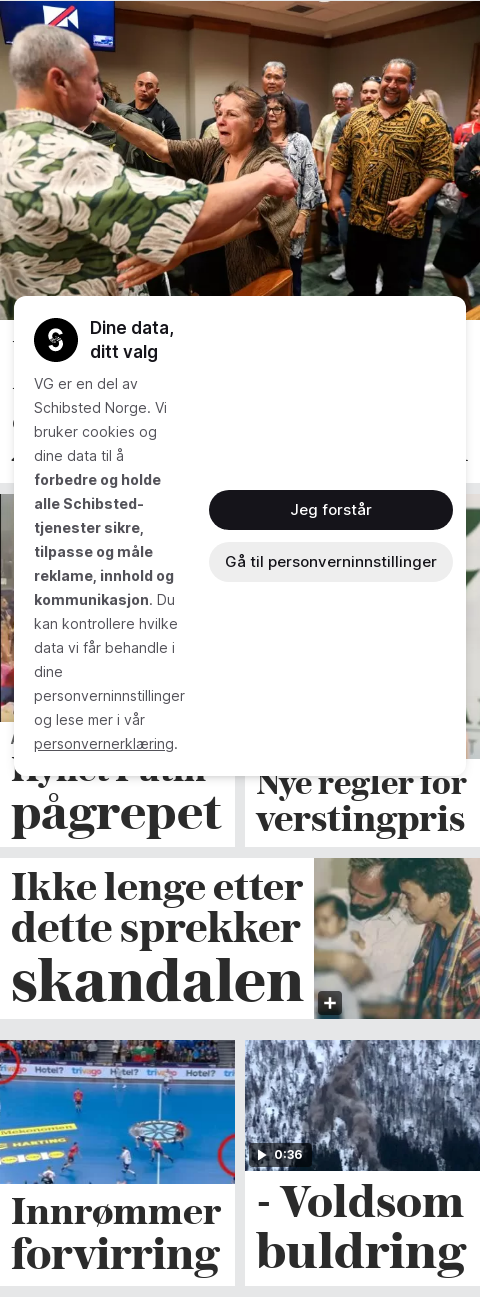 Dine data,
ditt valg
VG er en del av
Schibsted Norge. Vi
bruker cookies og
dine data til å
forbedre og holde
alle Schibsted-
tjenester sikre,
tilpasse og måle
reklame, innhold og
kommunikasjon. Du
kan kontrollere hvilke
data vi får behandle i
dine
personverninnstillinger
og lese mer i vår
personvernerklæring.
Jeg forstår
Gå til personverninnstillinger
pågrepet
Nye regler for
verstingpris
Ikke lenge etter
dette sprekker
skandalen
trivago Hotel? trivago Hotel?
HARTING
Innrømmer
forvirring
0:36
- Voldsom
buldring